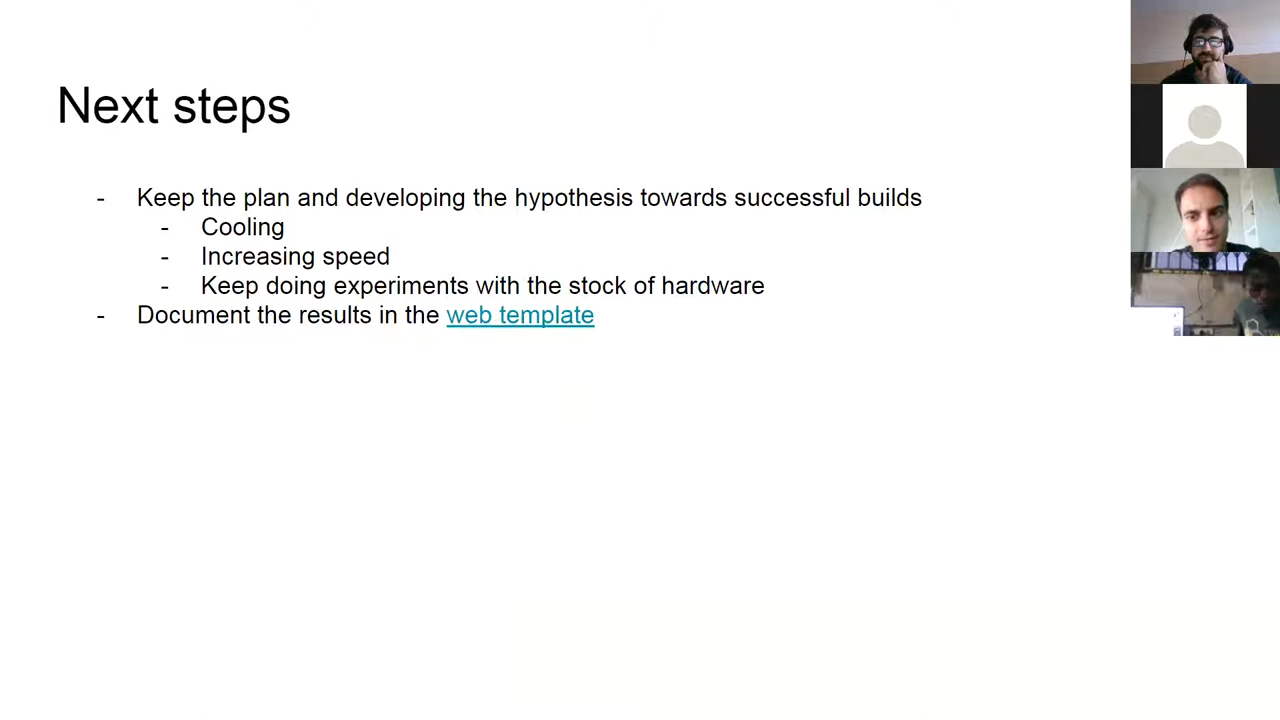 Next steps
- Keep the plan and developing the hypothesis towards successful builds
- Cooling
- Increasing speed
- Keep doing experiments with the stock of hardware
- Document the results in the web template